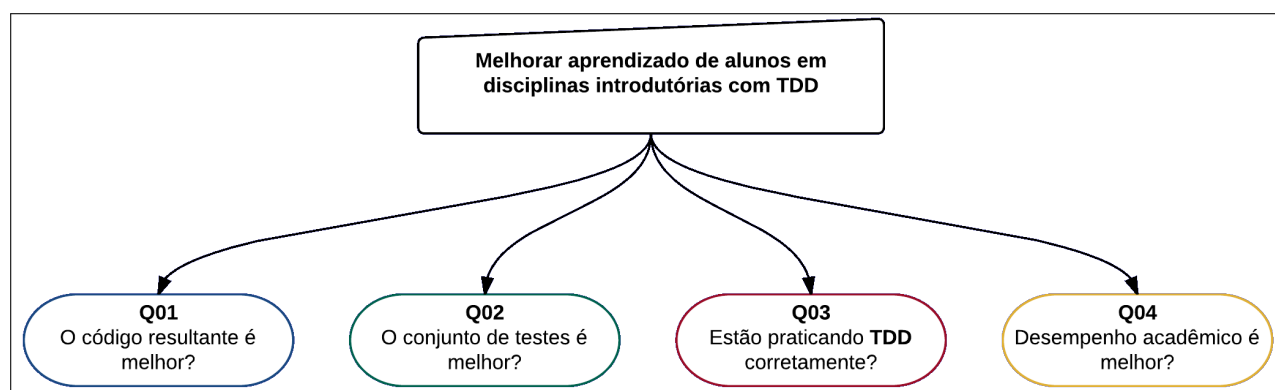 Melhorar aprendizado de alunos em
disciplinas introdutórias com TDD
Q01
O código resultante é
melhor?
Q02
O conjunto de testes é
melhor?
Q03
Estão praticando TDD
corretamente?
Q04
Desempenho acadêmico é
melhor?